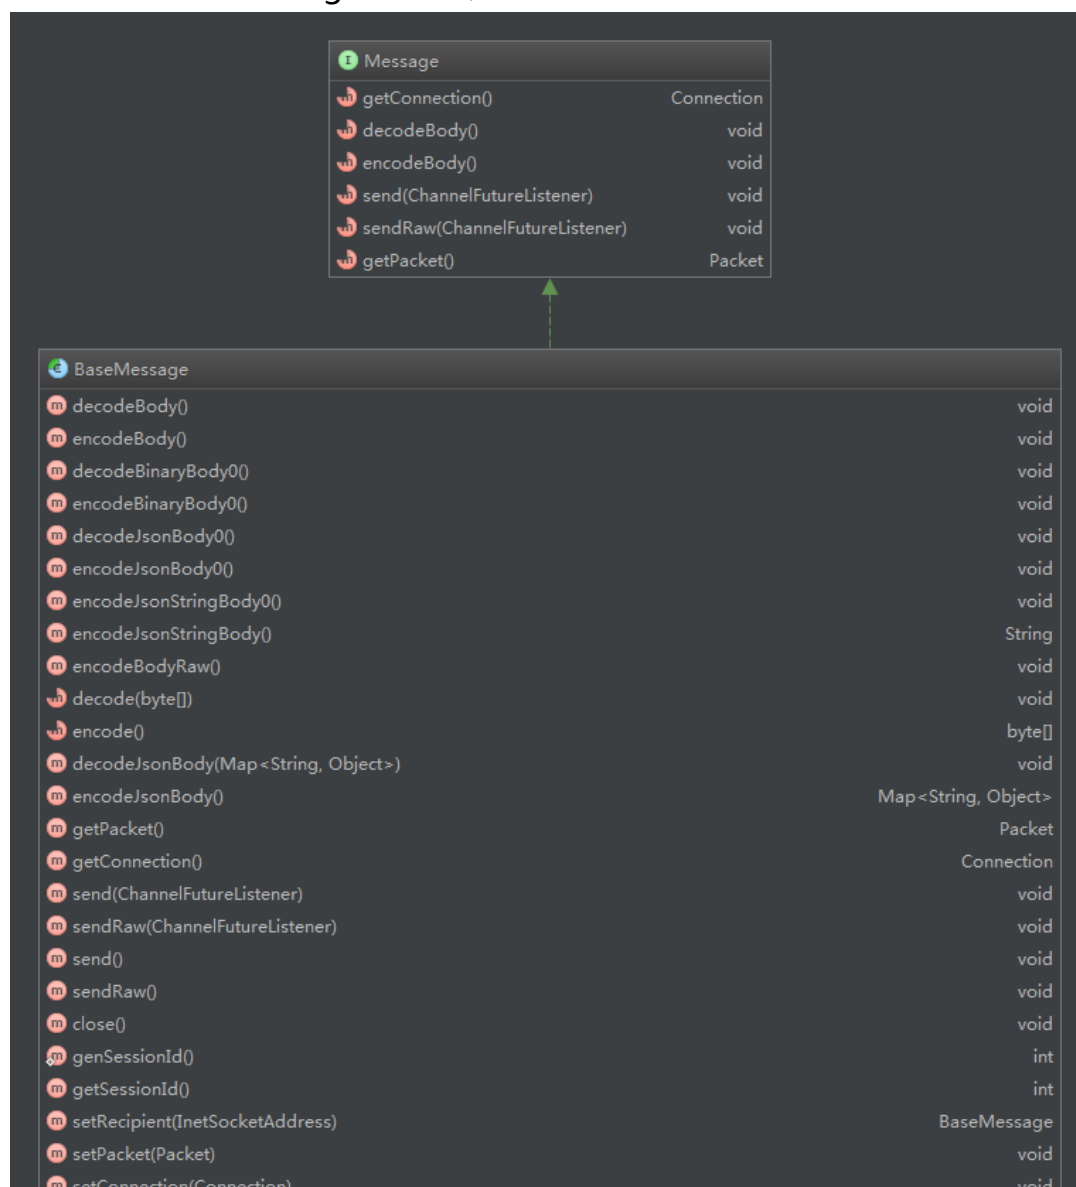 Message
getConnection() Connection
decodeBody() void
encodeBody() void
send(ChannelFutureListener) void
sendRaw(ChannelFutureListener) void
getPacket() Packet
BaseMessage
decodeBody() void
encodeBody() void
decodeBinaryBody0() void
encodeBinaryBody0() void
decodeJsonBody0() void
encodeJsonBody0() void
encodeJsonStringBody0() void
encodeJsonStringBody() String
encodeBodyRaw() void
decode(byte[]) void
encode() byte[]
decodeJsonBody(Map<String, Object>) void
encodeJsonBody() Map<String, Object>
getPacket() Packet
getConnection() Connection
send(ChannelFutureListener) void
sendRaw(ChannelFutureListener) void
send() void
sendRaw() void
close() void
genSessionId() int
getSessionId() int
setRecipient(InetSocketAddress) BaseMessage
setPacket(Packet) void
setConnection(Connection) void